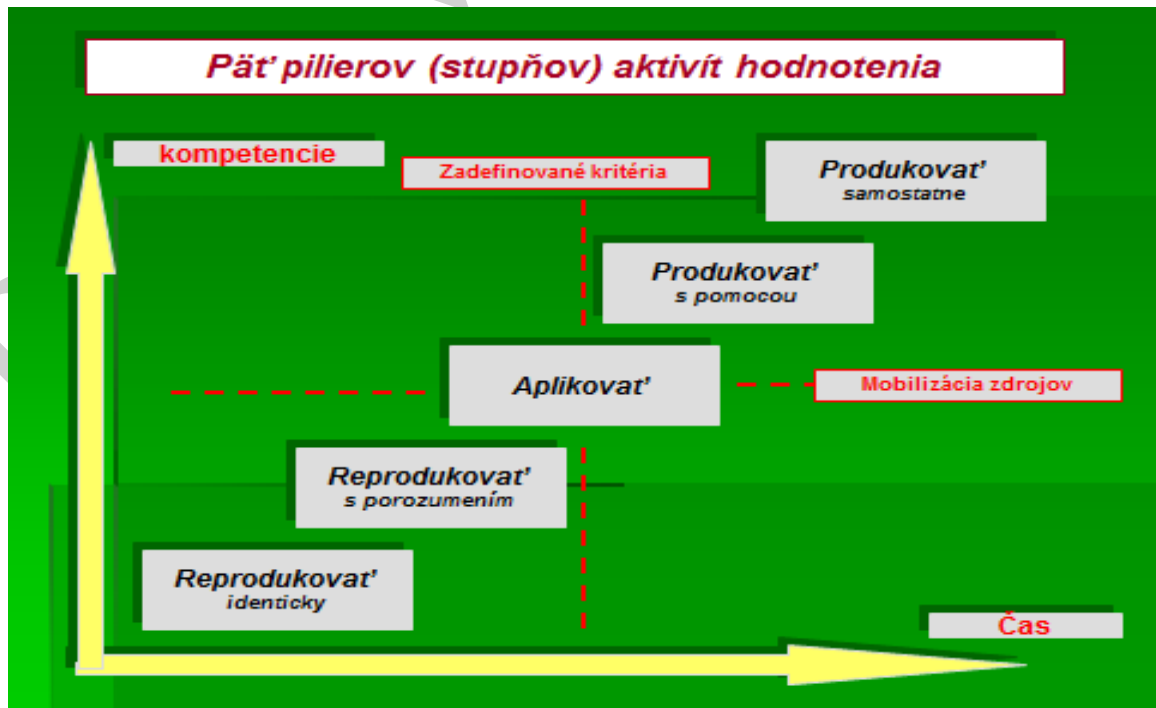 Päť pilierov (stupňov) aktivít hodnotenia
kompetencie
Zadefinované kritéria
Produkovať
samostatne
Produkovať
s pomocou
Aplikovať
Mobilizácia zdrojov
Reprodukovať
s porozumením
Reprodukovať
identicky
Čas